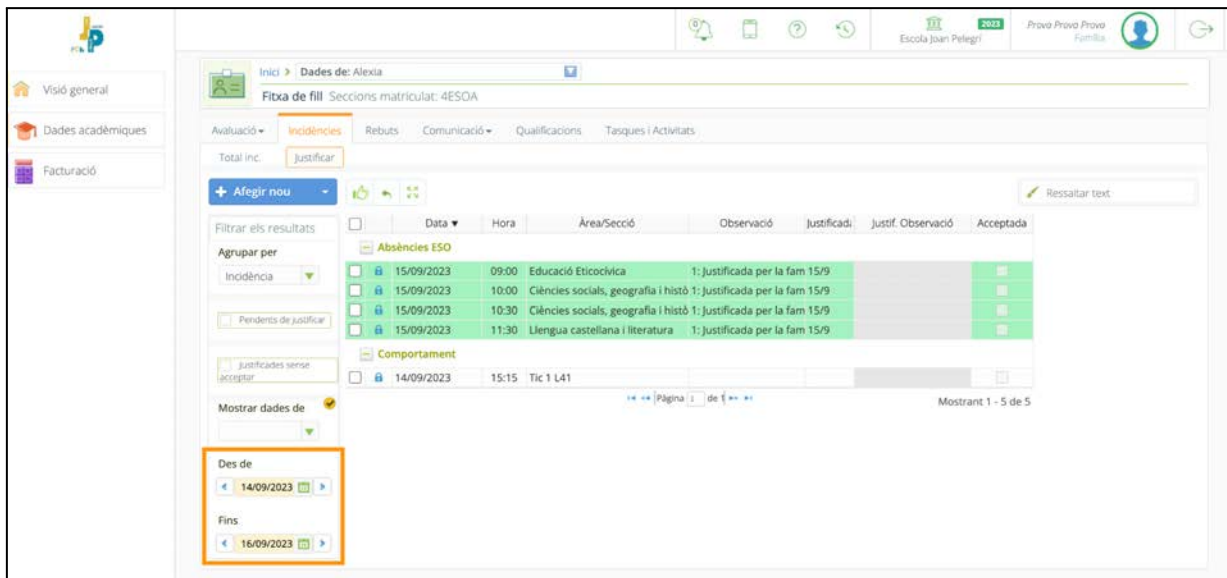 0
2023
Escola Joan Pelegrí
Prova Prova Prova
Família
Visió general
Dades acadèmiques
Facturació
Inici > Dades de: Alexia
Fitxa de fill Seccions matriculat: 4ESOA
Avaluació Incidències Rebuts Comunicació Qualificacions Tasques i Activitats
Total inc. Justificar
+ Afegir nou
Ressaltar text
Filtrar els resultats
Agrupar per
Incidència
Pendents de justificar
Justificades sense
acceptar
Mostrar dades de
Des de
14/09/2023
Fins
16/09/2023
Data ▼ Hora Àrea/Secció Observació Justificada Justif. Observació Acceptada
Absències ESO
15/09/2023 09:00 Educació Eticocívica 1: Justificada per la fam 15/9
15/09/2023 10:00 Ciències socials, geografia i histò 1: Justificada per la fam 15/9
15/09/2023 10:30 Ciències socials, geografia i histò 1: Justificada per la fam 15/9
15/09/2023 11:30 Llengua castellana i literatura 1: Justificada per la fam 15/9
Comportament
14/09/2023 15:15 Tic 1 L41
Pàgina 1 de 1
Mostrant 1 - 5 de 5